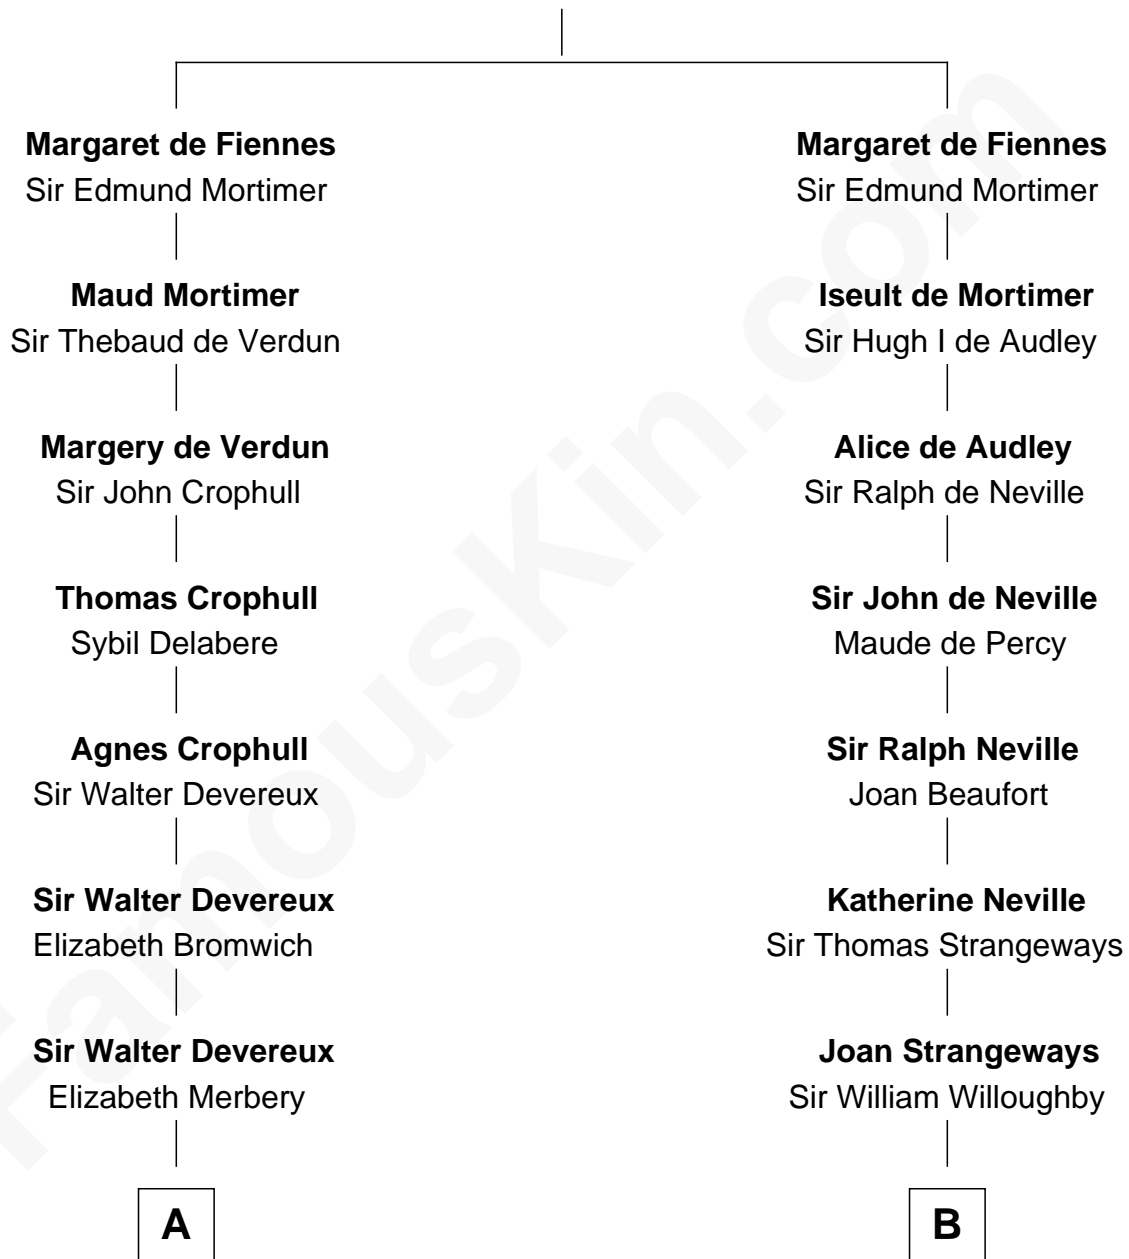 Margaret de Fiennes
Sir Edmund Mortimer
Maud Mortimer
Sir Thebaud de Verdun
Margery de Verdun
Sir John Crophull
Thomas Crophull
Sybil Delabere
Agnes Crophull
Sir Walter Devereux
Sir Walter Devereux
Elizabeth Bromwich
Sir Walter Devereux
Elizabeth Merbery
A
Margaret de Fiennes
Sir Edmund Mortimer
Iseult de Mortimer
Sir Hugh I de Audley
Alice de Audley
Sir Ralph de Neville
Sir John de Neville
Maude de Percy
Sir Ralph Neville
Joan Beaufort
Katherine Neville
Sir Thomas Strangeways
Joan Strangeways
Sir William Willoughby
B
FamousKin.com